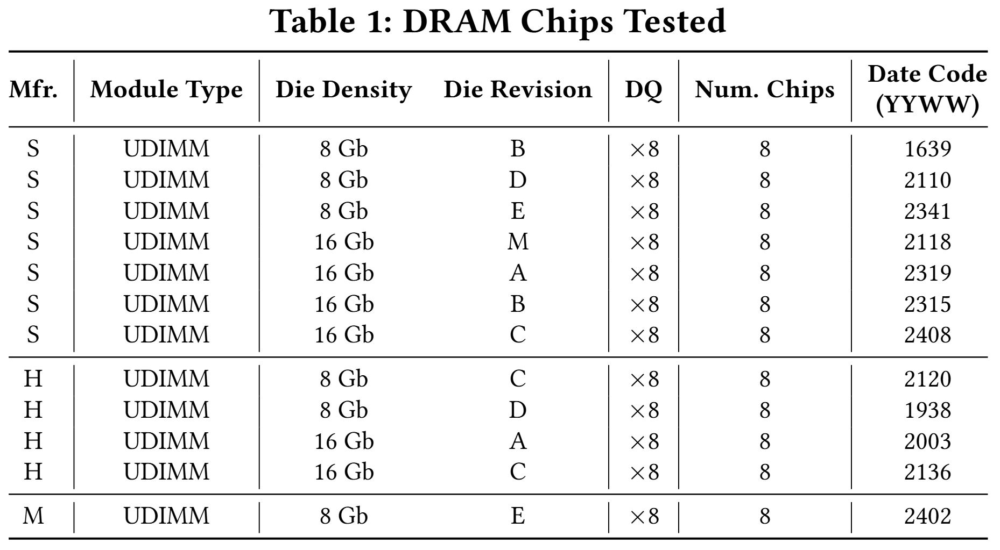 Table 1: DRAM Chips Tested
Mfr. Module Type Die Density Die Revision DQ Num. Chips Date Code (YYWW)
S UDIMM 8 Gb B ×8 8 1639
S UDIMM 8 Gb D ×8 8 2110
S UDIMM 8 Gb E ×8 8 2341
S UDIMM 16 Gb M ×8 8 2118
S UDIMM 16 Gb A ×8 8 2319
S UDIMM 16 Gb B ×8 8 2315
S UDIMM 16 Gb C ×8 8 2408
H UDIMM 8 Gb C ×8 8 2120
H UDIMM 8 Gb D ×8 8 1938
H UDIMM 16 Gb A ×8 8 2003
H UDIMM 16 Gb C ×8 8 2136
M UDIMM 8 Gb E ×8 8 2402